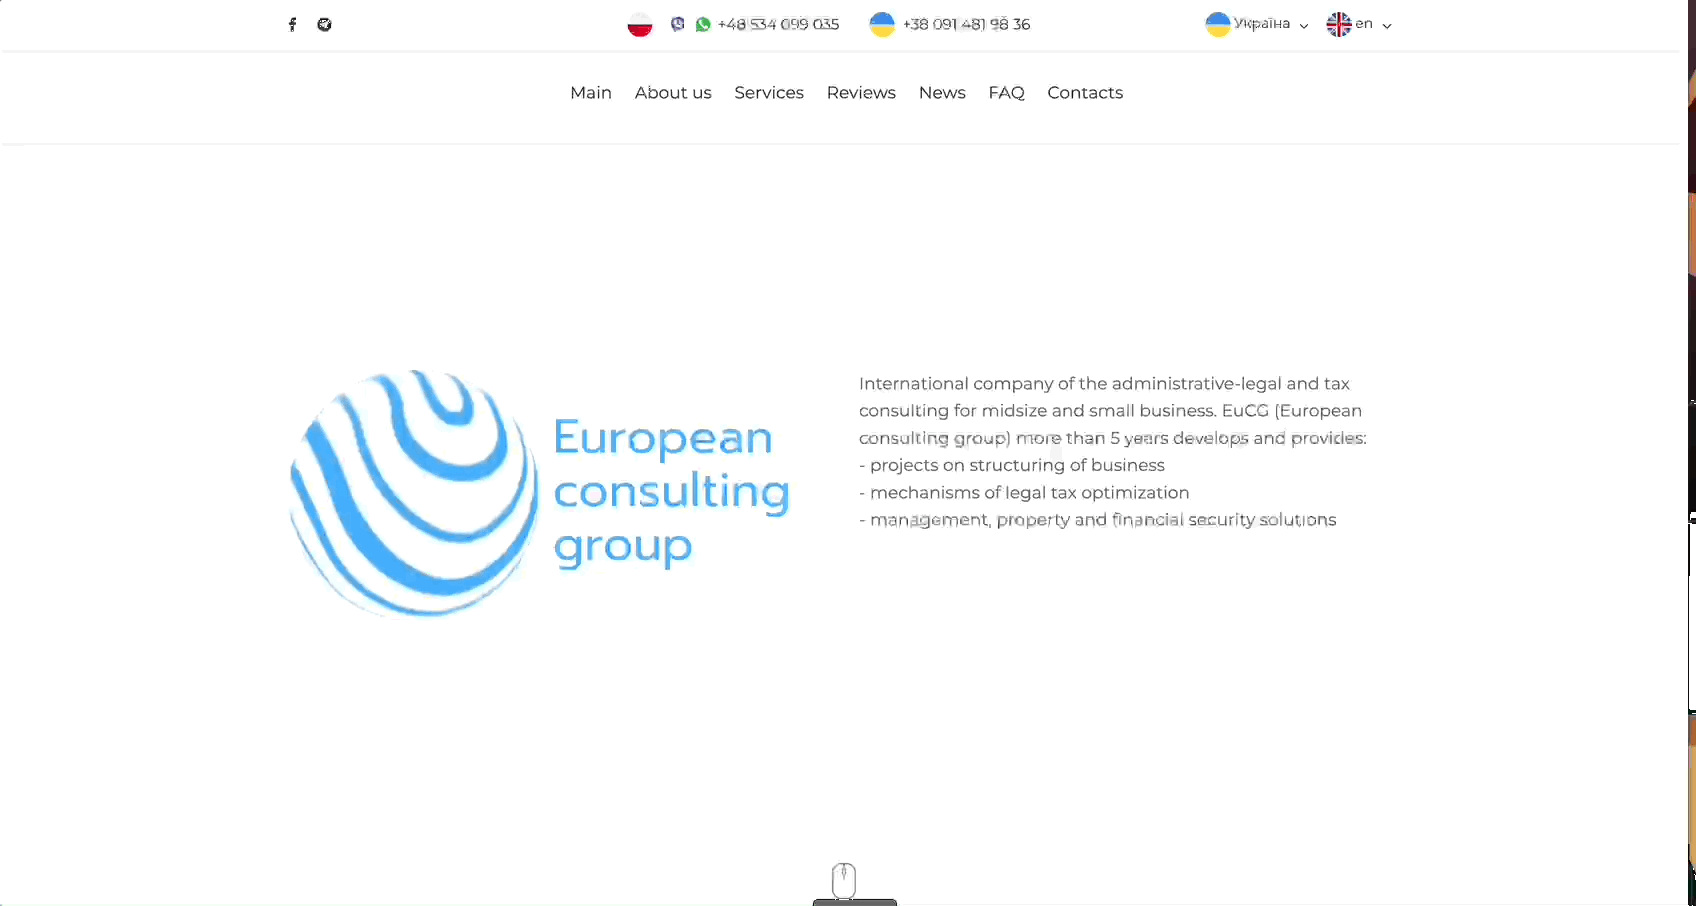 +48 534 099 035 +38 091 481 98 36 Україна en
Main About us Services Reviews News FAQ Contacts
European
consulting
group
International company of the administrative-legal and tax
consulting for midsize and small business. EuCG (European
consulting group) more than 5 years develops and provides:
- projects on structuring of business
- mechanisms of legal tax optimization
- management, property and financial security solutions